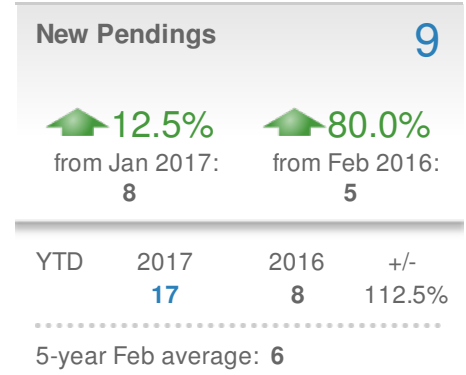 New Pendings 9
12.5% 80.0%
from Jan 2017: from Feb 2016:
8 5
YTD 2017 2016 +/-
17 8 112.5%
5-year Feb average: 6